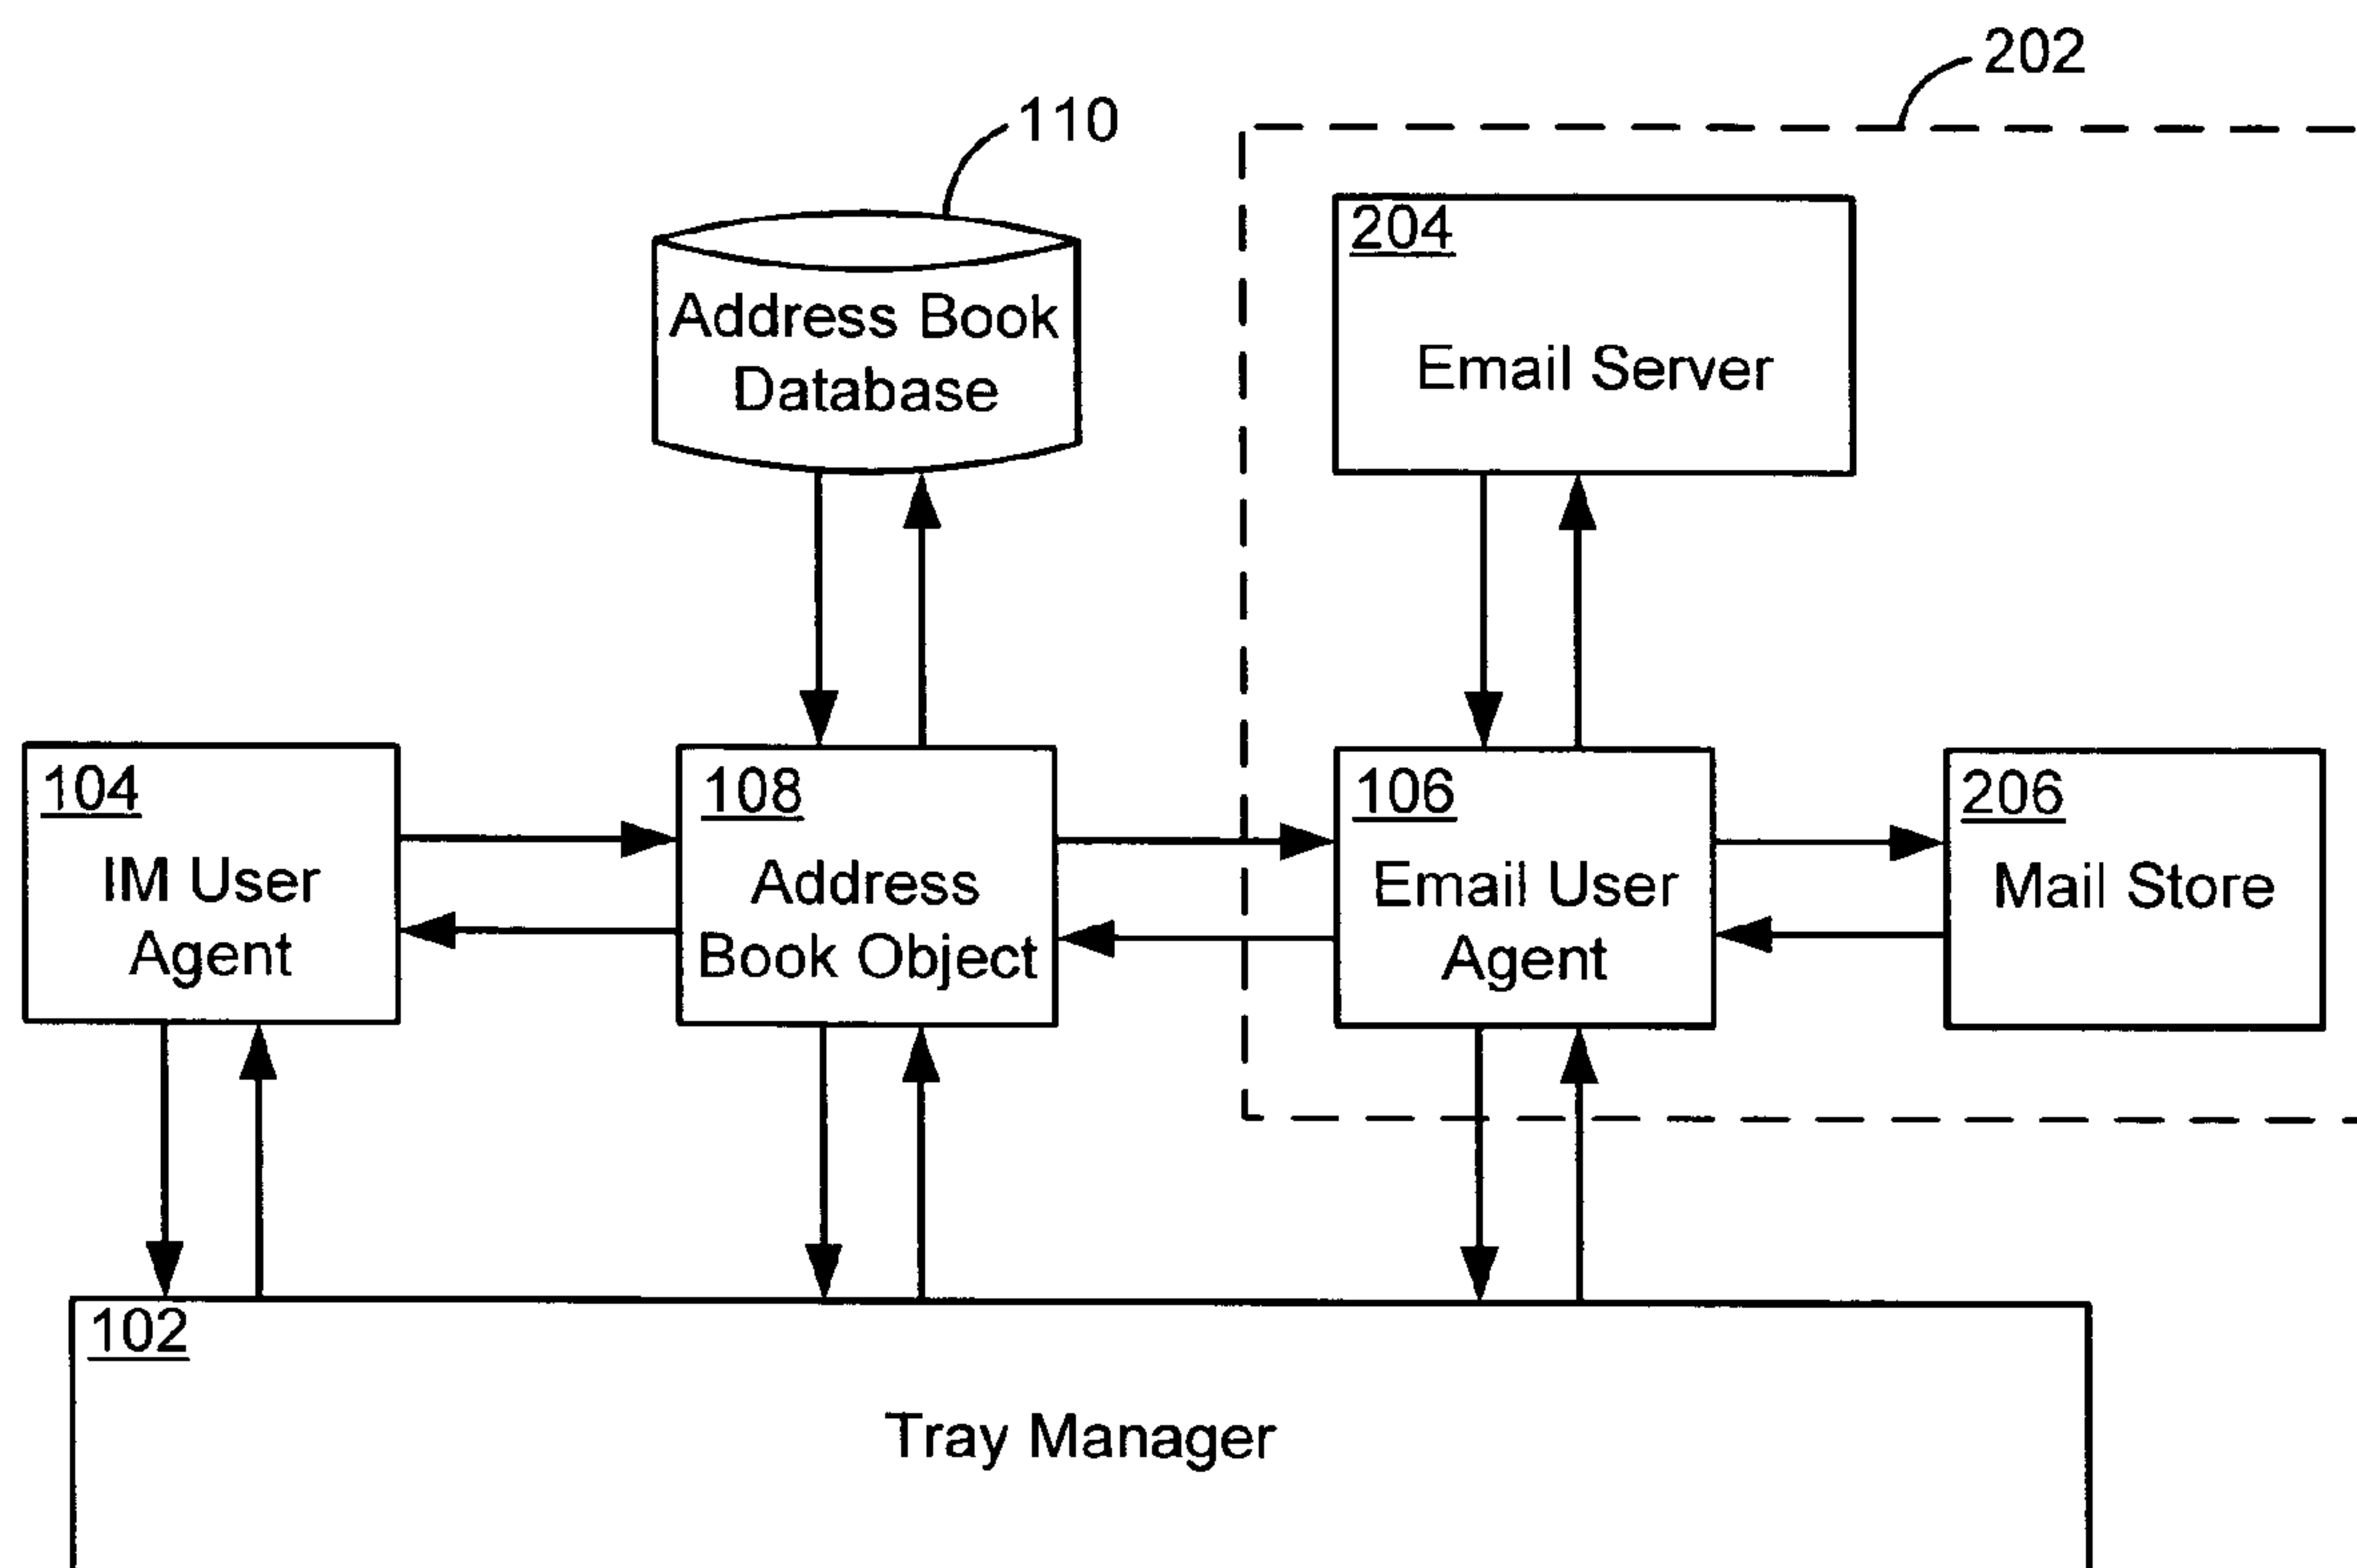 202
110
204
Address Book
Database
Email Server
104
108
106
206
IM User
Agent
Address
Book Object
Email User
Agent
Mail Store
102
Tray Manager